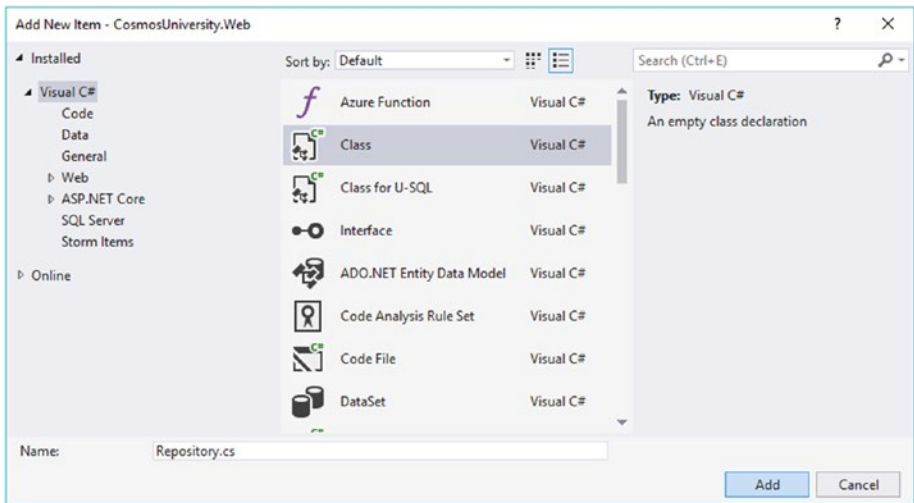 Add New Item - CosmosUniversity.Web
?
Installed
Sort by: Default
Search (Ctrl+E)
Visual C#
Code
Data
General
Web
ASP.NET Core
SQL Server
Storm Items
Online
Azure Function Visual C#
Class Visual C#
Class for U-SQL Visual C#
Interface Visual C#
ADO.NET Entity Data Model Visual C#
Code Analysis Rule Set Visual C#
Code File Visual C#
DataSet Visual C#
Type: Visual C#
An empty class declaration
Name: Repository.cs
Add Cancel